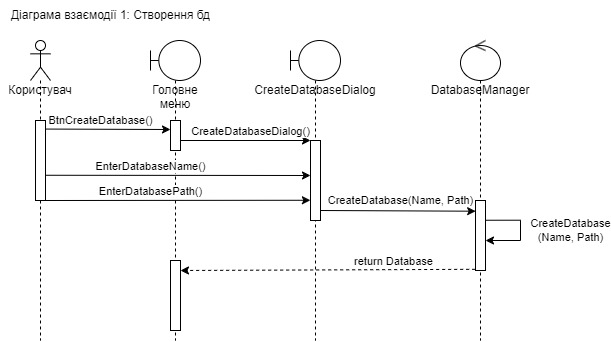 Діаграма взаємодії 1: Створення бд
Користувач
Головне
меню
CreateDatabaseDialog
DatabaseManager
BtnCreateDatabase()
CreateDatabaseDialog()
EnterDatabaseName()
EnterDatabasePath()
CreateDatabase(Name, Path)
CreateDatabase
(Name, Path)
return Database